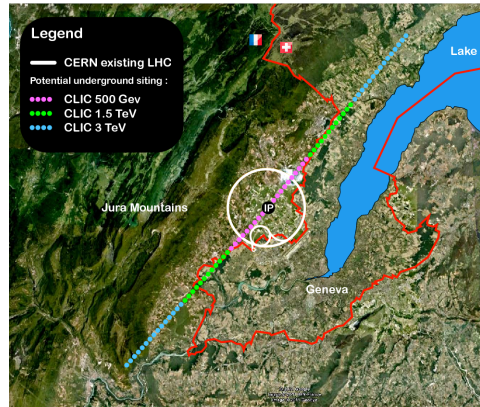 Legend
CERN existing LHC
Potential underground siting :
CLIC 500 Gev
CLIC 1.5 TeV
CLIC 3 TeV
Lake
IP
Jura Mountains
Geneva